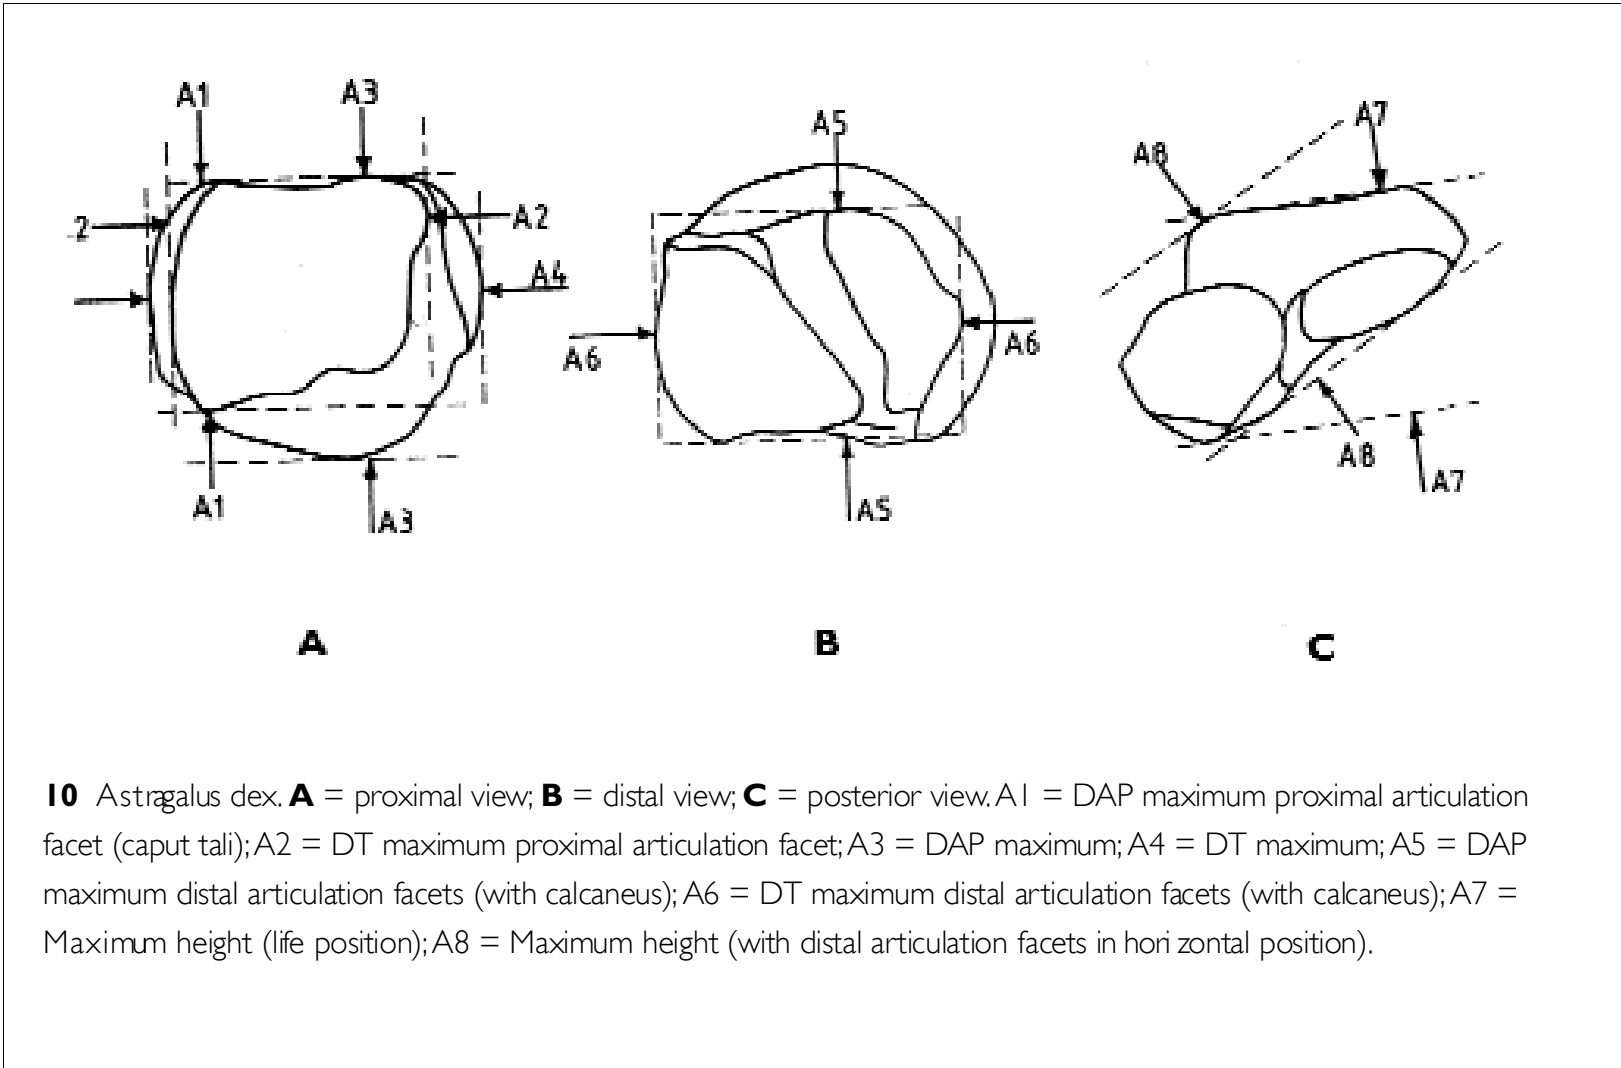 A1 A3
A5
A7
A8
2 A2
A4
A6 A6
A8
A7
A1 A3
A5
A B C
10 Astragalus dex. A = proximal view; B = distal view; C = posterior view. A1 = DAP maximum proximal articulation
facet (caput tali); A2 = DT maximum proximal articulation facet; A3 = DAP maximum; A4 = DT maximum; A5 = DAP
maximum distal articulation facets (with calcaneus); A6 = DT maximum distal articulation facets (with calcaneus); A7 =
Maximum height (life position); A8 = Maximum height (with distal articulation facets in hori zontal position).